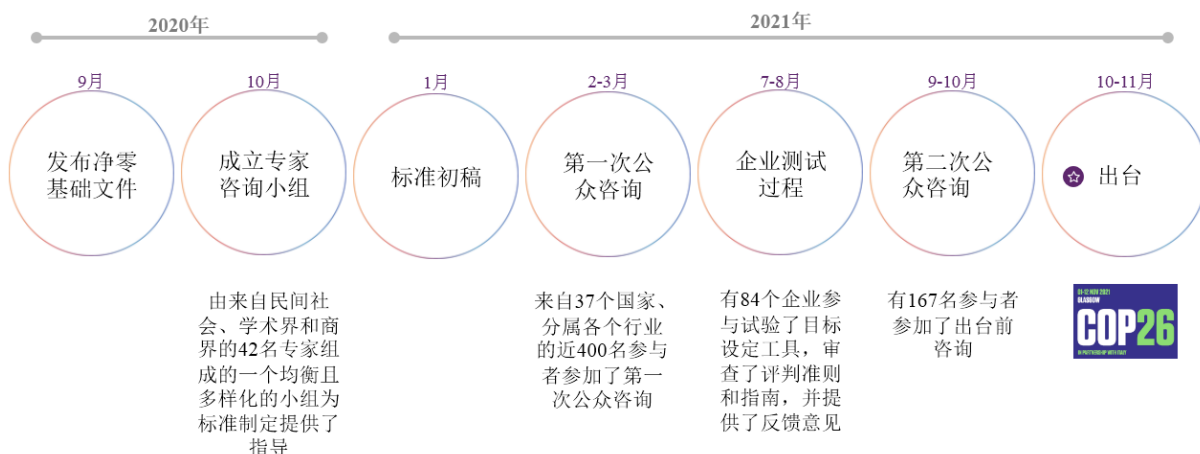 2020年
2021年
9月
10月
1月
2-3月
7-8月
9-10月
10-11月
发布净零
基础文件
成立专家
咨询小组
标准初稿
第一次公
众咨询
企业测试
过程
第二次公
众咨询
出台
由来自民间社
会、学术界和商
界的42名专家组
成的一个均衡且
多样化的小组为
标准制定提供了
指导
来自37个国家、
分属各个行业
的近400名参与
者参加了第一
次公众咨询
有84个企业参
与试验了目标
设定工具，审
查了评判准则
和指南，并提
供了反馈意见
有167名参与者
参加了出台前
咨询
01-12 NOV 2021
GLASGOW
COP26
IN PARTNERSHIP WITH ITALY